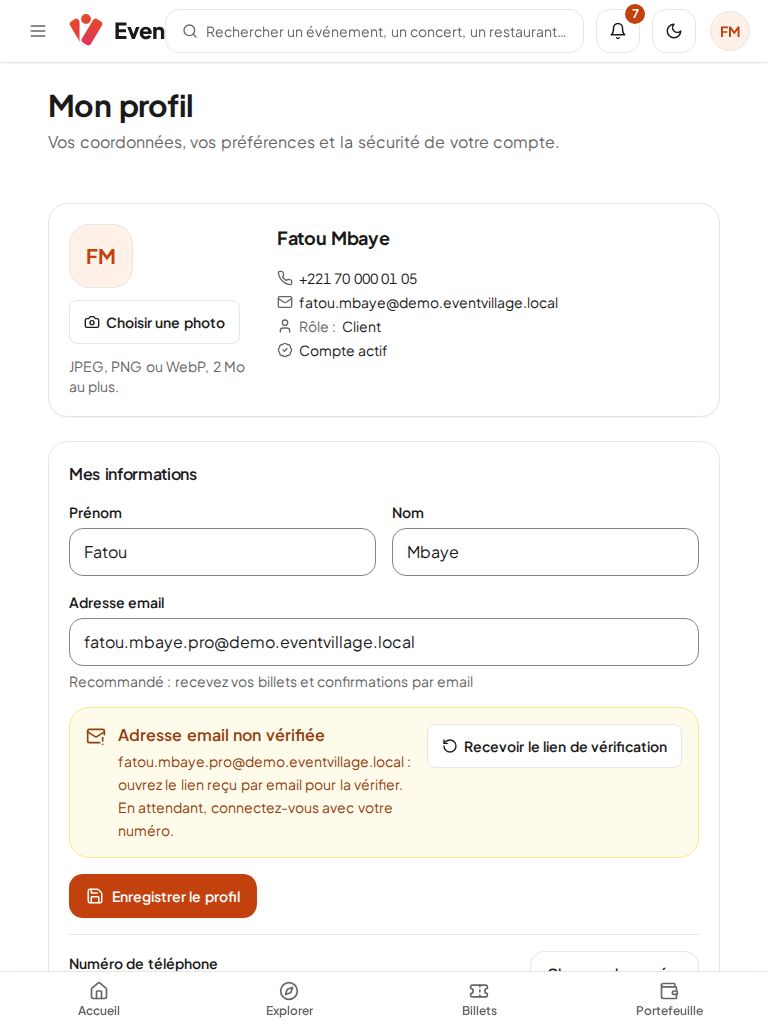 Even
Rechercher un événement, un concert, un restaurant...
7
FM
Mon profil
Vos coordonnées, vos préférences et la sécurité de votre compte.
FM
Choisir une photo
JPEG, PNG ou WebP, 2 Mo
au plus.
Fatou Mbaye
+221 70 000 01 05
fatou.mbaye@demo.eventvillage.local
Rôle : Client
Compte actif
Mes informations
Prénom
Nom
Fatou
Mbaye
Adresse email
fatou.mbaye.pro@demo.eventvillage.local
Recommandé : recevez vos billets et confirmations par email
Adresse email non vérifiée
fatou.mbaye.pro@demo.eventvillage.local :
ouvrez le lien reçu par email pour la vérifier.
En attendant, connectez-vous avec votre
numéro.
Recevoir le lien de vérification
Enregistrer le profil
Numéro de téléphone
Accueil
Explorer
Billets
Portefeuille